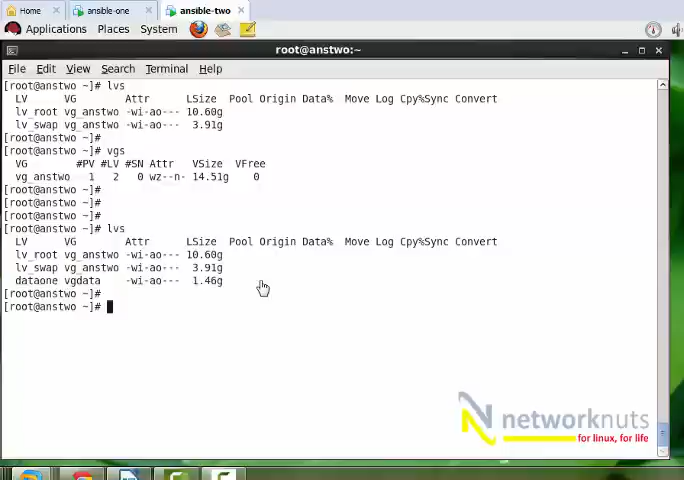 Home ansible-one ansible-two
Applications Places System
root@anstwo:~
File Edit View Search Terminal Help
[root@anstwo ~]# lvs
LV VG Attr LSize Pool Origin Data% Move Log Cpy%Sync Convert
lv_root vg_anstwo -wi-ao--- 10.60g
lv_swap vg_anstwo -wi-ao--- 3.91g
[root@anstwo ~]#
[root@anstwo ~]# vgs
VG #PV #LV #SN Attr VSize VFree
vg_anstwo 1 2 0 wz--n- 14.51g 0
[root@anstwo ~]#
[root@anstwo ~]#
[root@anstwo ~]#
[root@anstwo ~]# lvs
LV VG Attr LSize Pool Origin Data% Move Log Cpy%Sync Convert
lv_root vg_anstwo -wi-ao--- 10.60g
lv_swap vg_anstwo -wi-ao--- 3.91g
dataone vgdata -wi-ao--- 1.46g
[root@anstwo ~]#
[root@anstwo ~]#
networknuts
for linux, for life